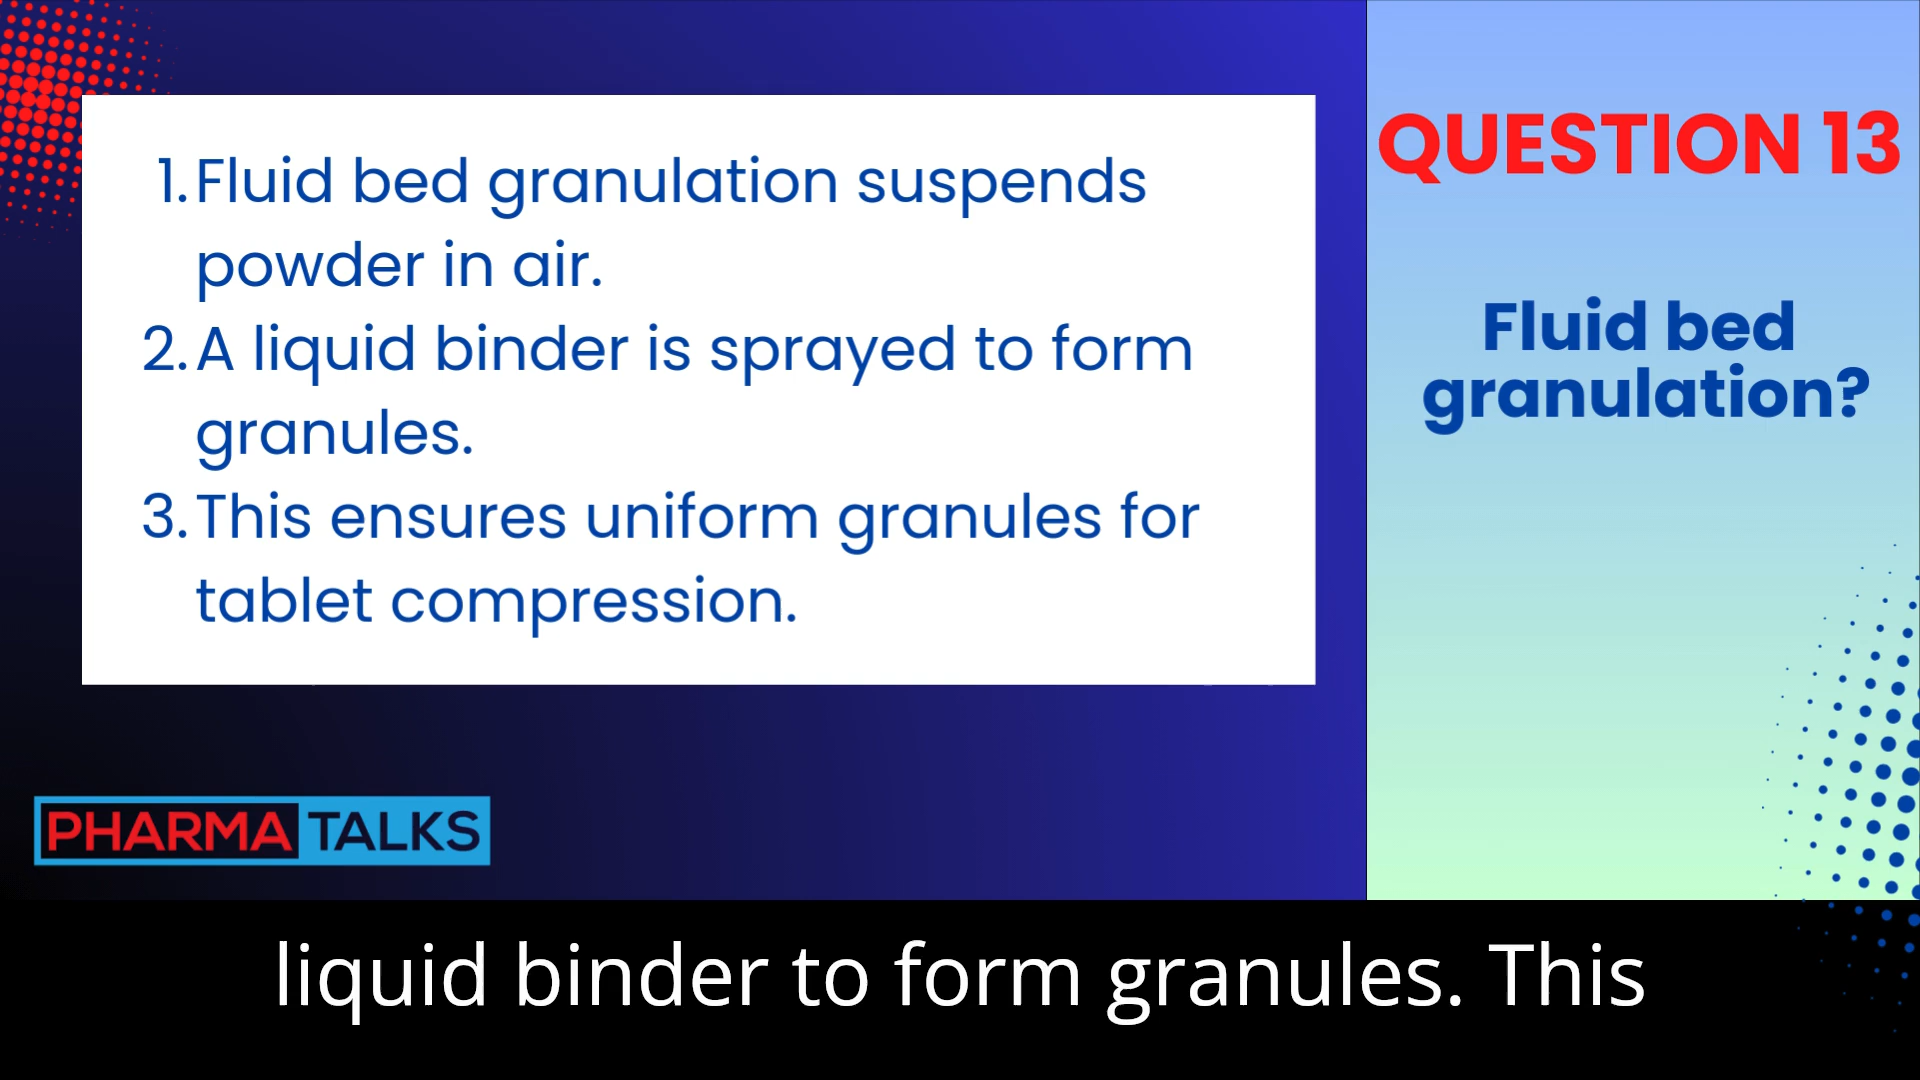 1. Fluid bed granulation suspends
powder in air.
2. A liquid binder is sprayed to form
granules.
3. This ensures uniform granules for
tablet compression.
QUESTION 13
Fluid bed
granulation?
PHARMA TALKS
liquid binder to form granules. This